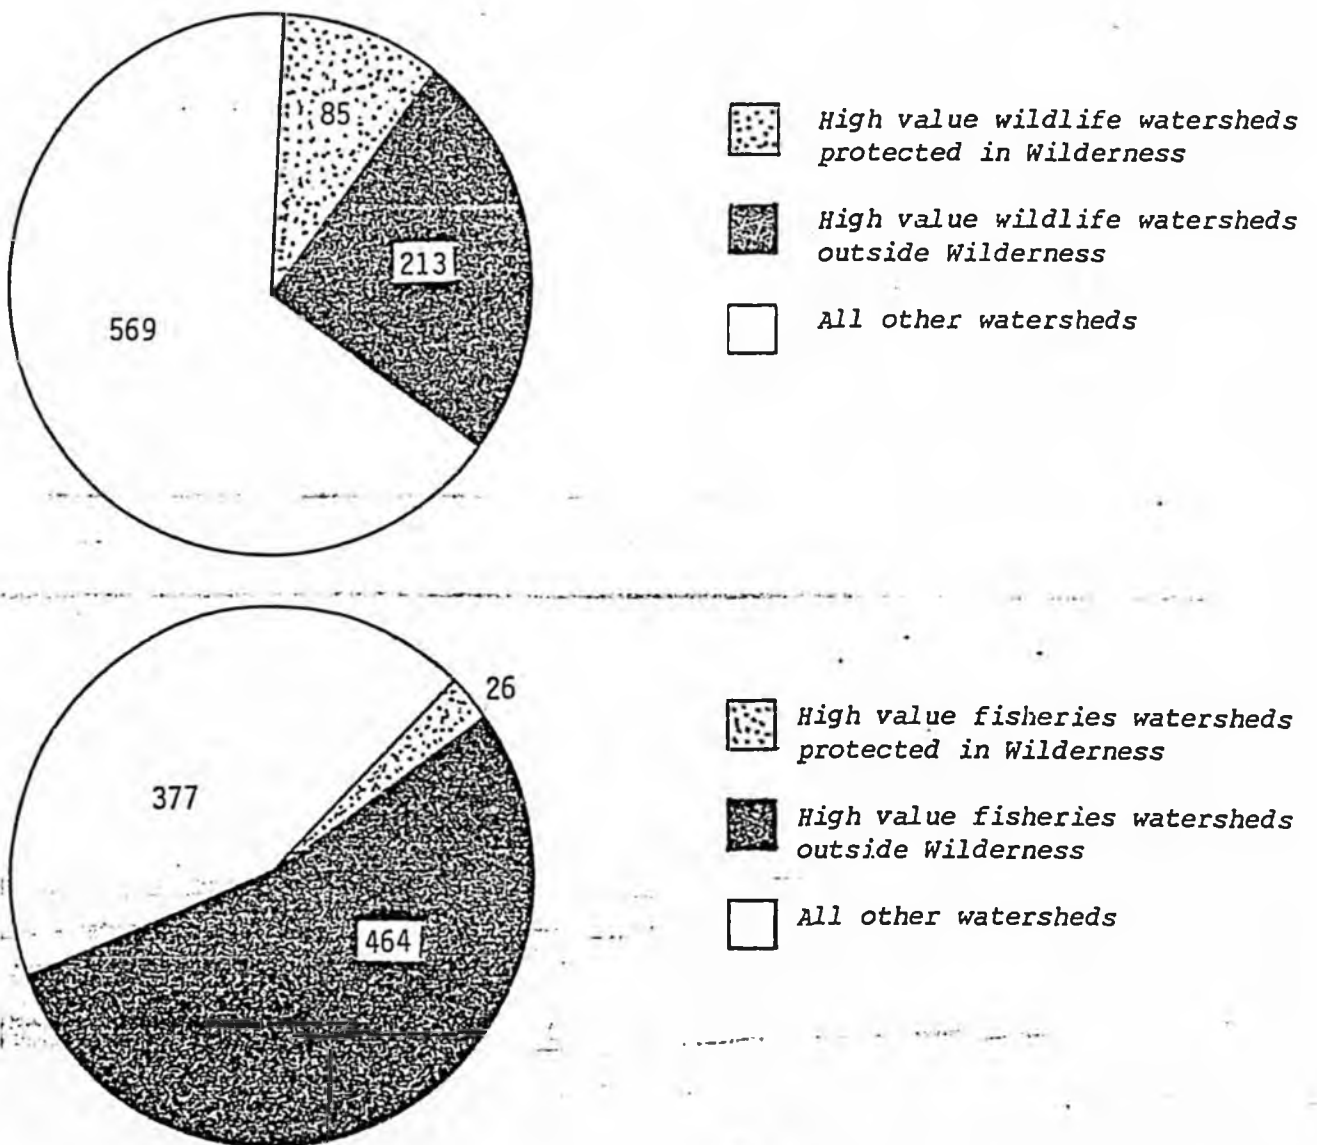 85
213
569
High value wildlife watersheds
protected in Wilderness
High value wildlife watersheds
outside Wilderness
All other watersheds
26
377
464
High value fisheries watersheds
protected in Wilderness
High value fisheries watersheds
outside Wilderness
All other watersheds